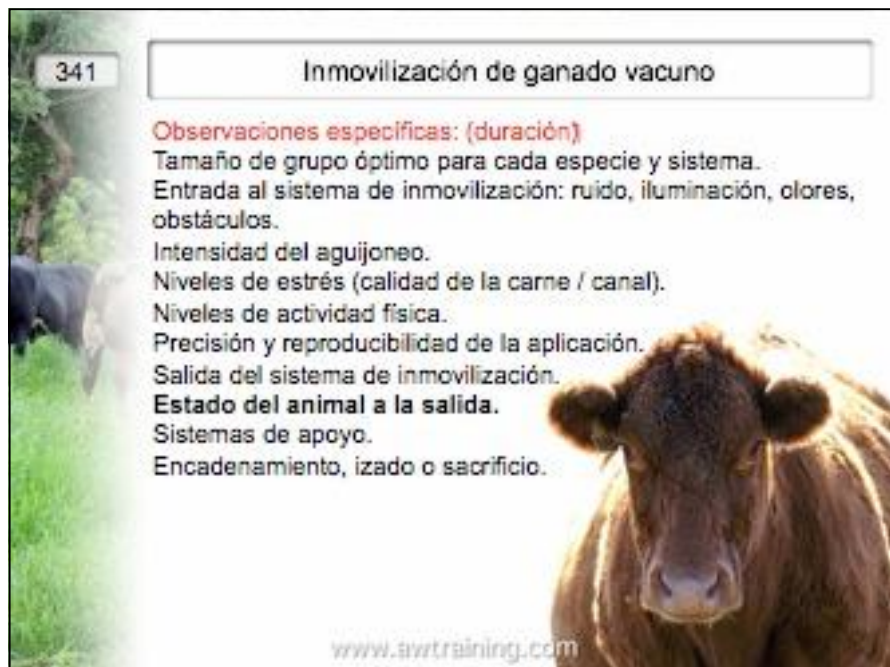 341
Inmovilización de ganado vacuno
Observaciones específicas: (duración)
Tamaño de grupo óptimo para cada especie y sistema.
Entrada al sistema de inmovilización: ruido, iluminación, olores,
obstáculos.
Intensidad del aguijoneo.
Niveles de estrés (calidad de la carne / canal).
Niveles de actividad física.
Precisión y reproducibilidad de la aplicación.
Salida del sistema de inmovilización.
Estado del animal a la salida.
Sistemas de apoyo.
Encadenamiento, izado o sacrificio.
www.awtraining.com